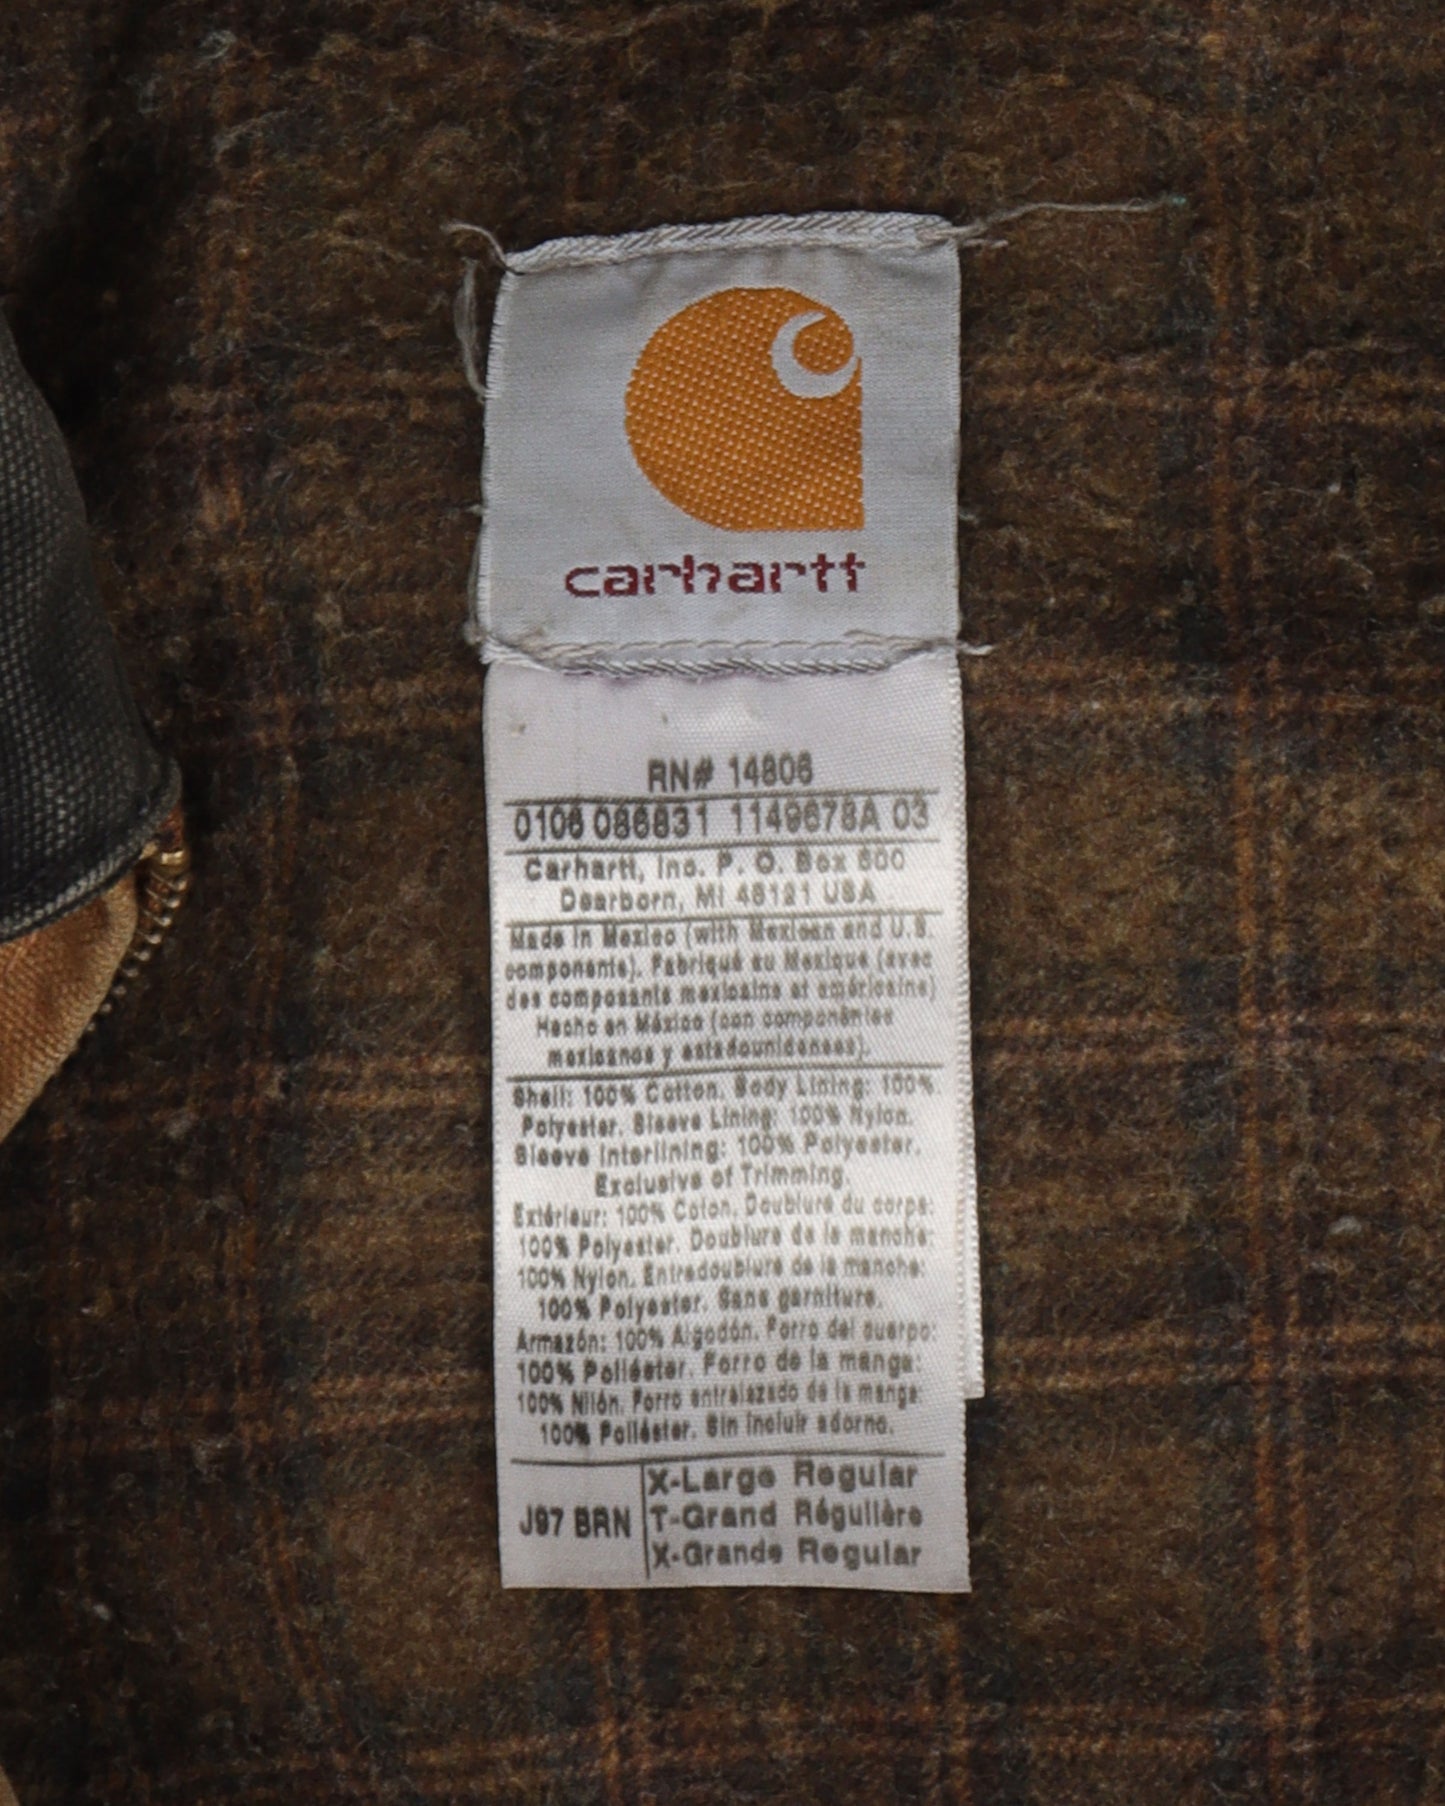 carhartt
RN# 14806
0106 086831 1149678A 03
Carhartt, Inc. P. O. Box 600
Dearborn, MI 48121 USA
Made in Mexico (with Mexican and U.S.
components). Fabriqué au Mexique (avec
des composants mexicains et américains)
Hecho en México (con componentes
mexicanos y estadounidenses).
Shell: 100% Cotton. Body Lining: 100%
Polyester. Sleeve Lining: 100% Nylon.
Sleeve Interlining: 100% Polyester.
Exclusive of Trimming.
Extérieur: 100% Coton. Doublure du corps:
100% Polyester. Doublure de la manche:
100% Nylon. Entredoublure de la manche:
100% Polyester. Sans garniture.
Armazón: 100% Algodón. Forro del cuerpo:
100% Poliéster. Forro de la manga:
100% Nilón. Forro entrelazado de la manga:
100% Poliéster. Sin incluir adorno.
X-Large Regular
J97 BRN T-Grand Régulière
X-Grande Regular